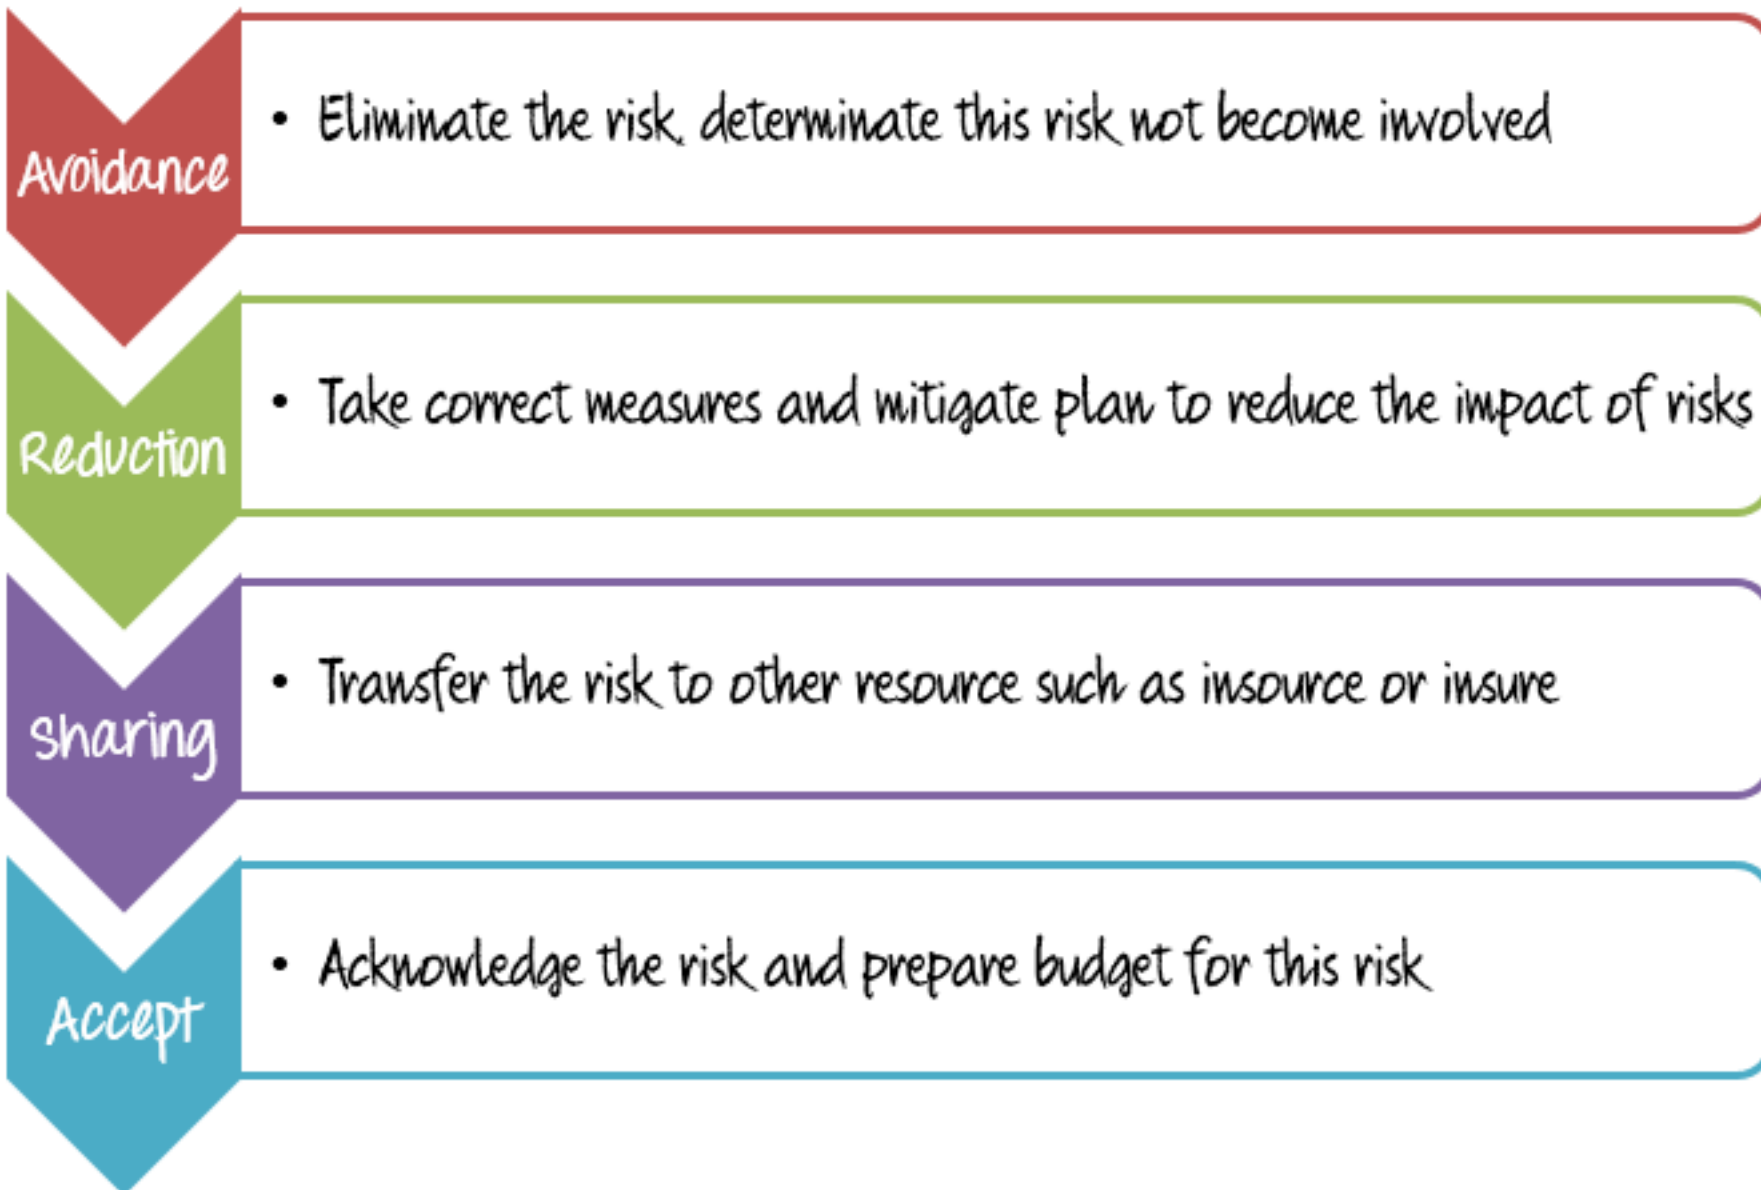 Avoidance
• Eliminate the risk, determinate this risk not become involved
Reduction
• Take correct measures and mitigate plan to reduce the impact of risks
Sharing
• Transfer the risk to other resource such as insource or insure
Accept
• Acknowledge the risk and prepare budget for this risk